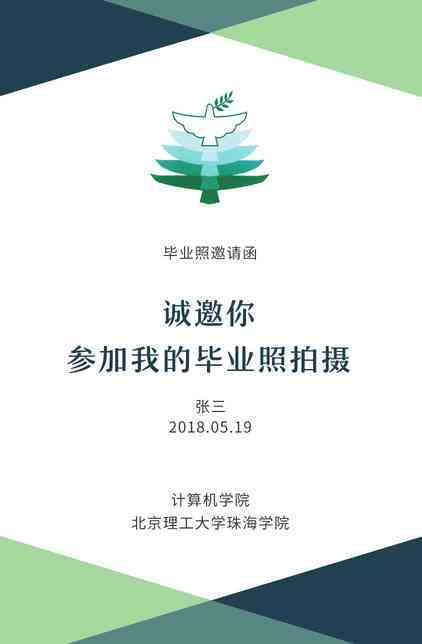 毕业照邀请函
诚邀你
参加我的毕业照拍摄
张三
2018.05.19
计算机学院
北京理工大学珠海学院